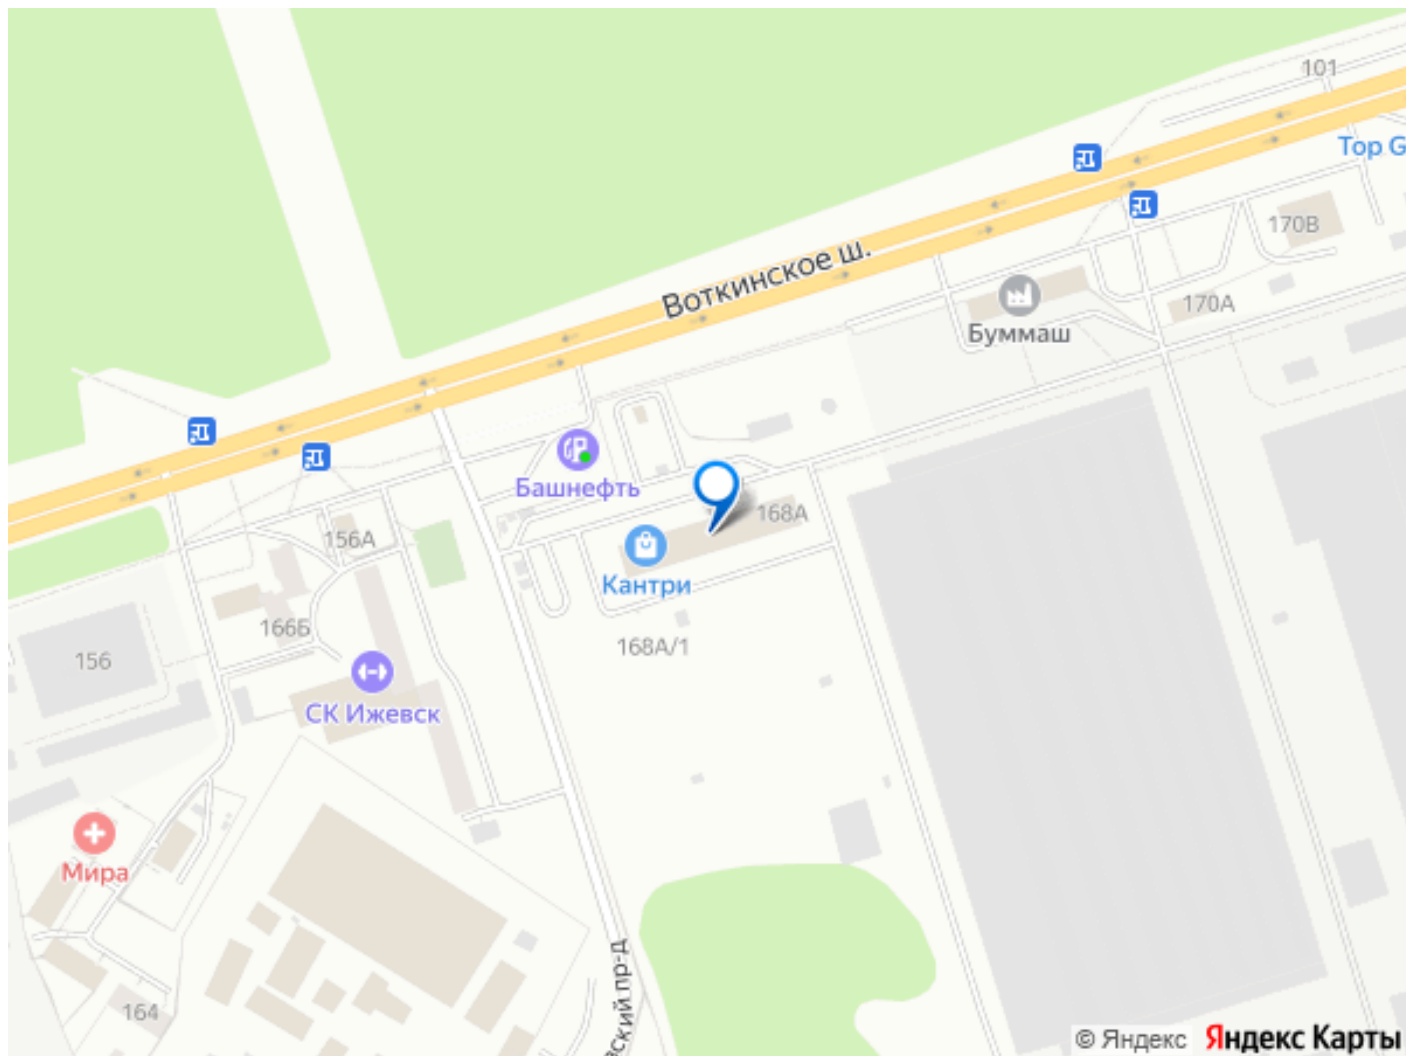 101
Top G
170В
Воткинское ш.
170А
Буммаш
Башнефть
168А
156А
Кантри
166Б
168А/1
156
СК Ижевск
Мира
вский пр-д
164
© Яндекс Яндекс Карты